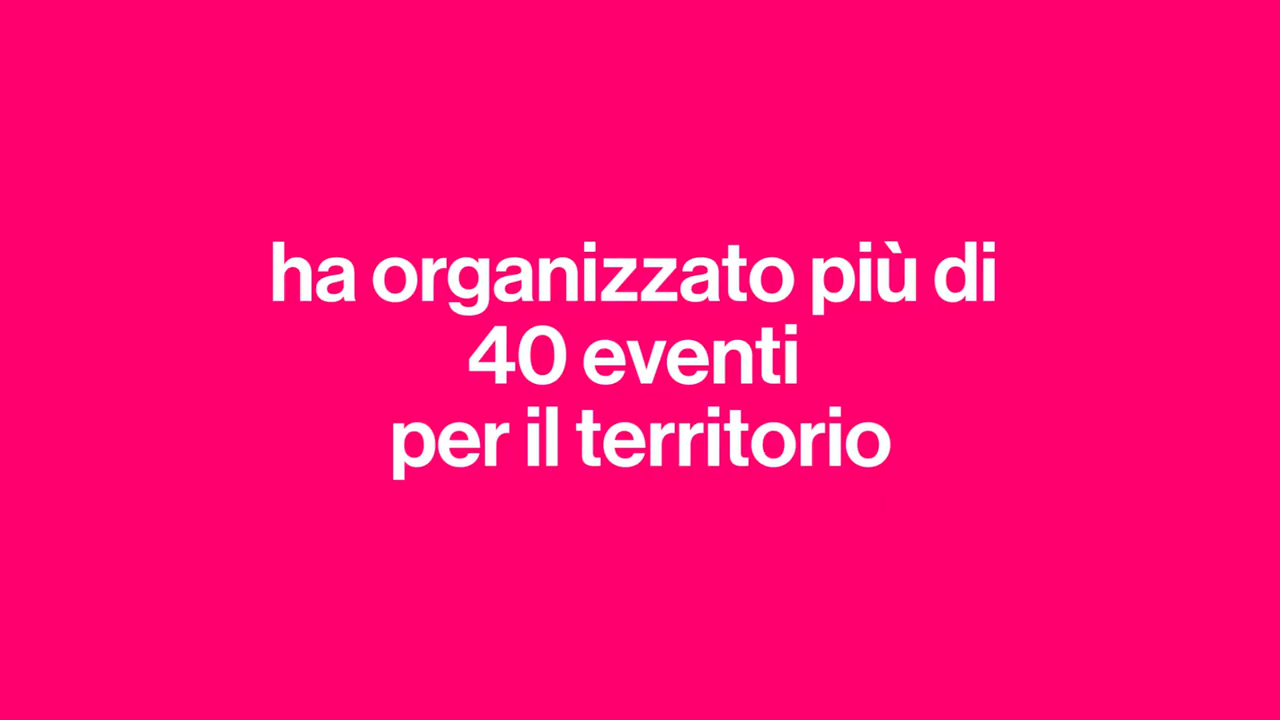 ha organizzato più di
40 eventi
per il territorio